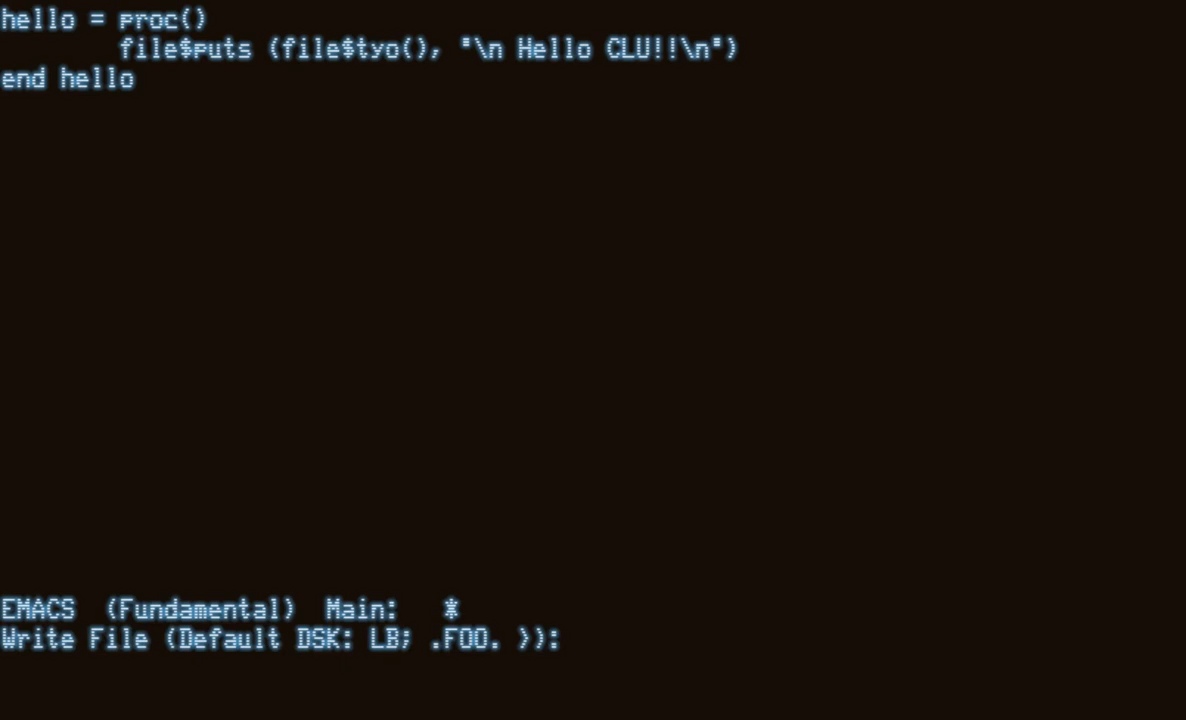 hello = proc()
        file$puts (file$tyo(), "\n Hello CLU!!\n")
end hello
EMACS  (Fundamental)  Main:   *
Write File (Default DSK: LB; .FOO. >):